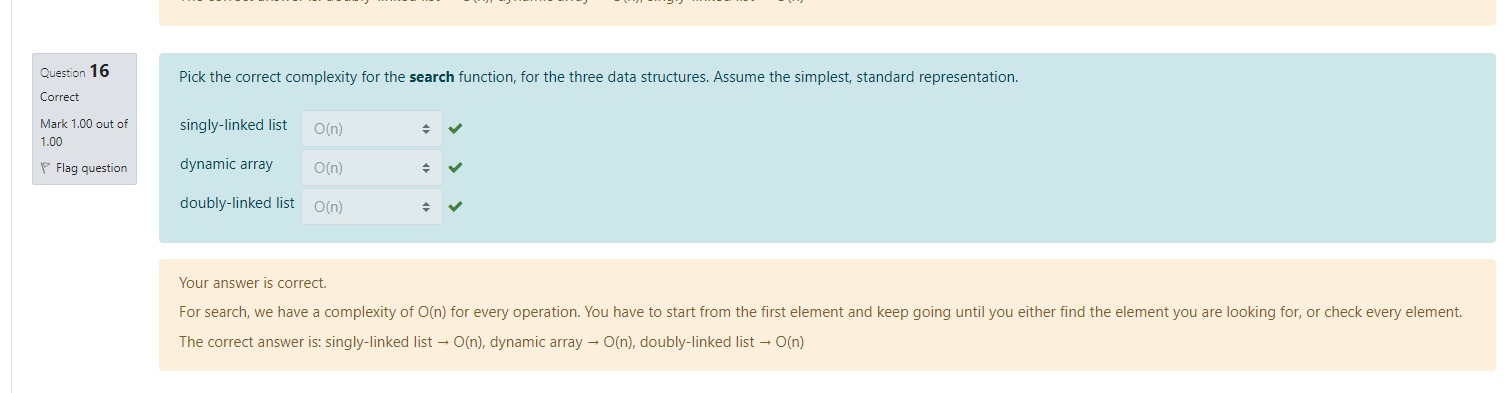 Question 16
Correct
Mark 1.00 out of
1.00
Flag question
Pick the correct complexity for the search function, for the three data structures. Assume the simplest, standard representation.
singly-linked list O(n)
dynamic array O(n)
doubly-linked list O(n)
Your answer is correct.
For search, we have a complexity of O(n) for every operation. You have to start from the first element and keep going until you either find the element you are looking for, or check every element.
The correct answer is: singly-linked list → O(n), dynamic array → O(n), doubly-linked list → O(n)